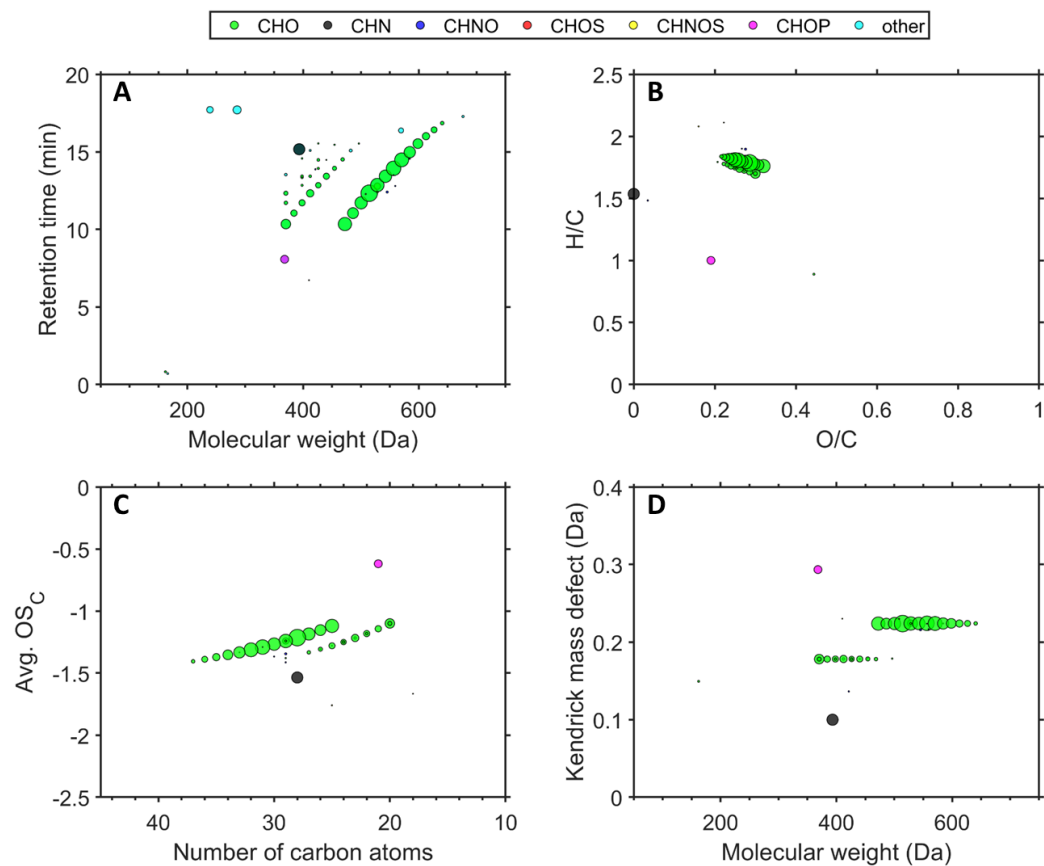 CHO CHN CHNO CHOS CHNOS CHOP other
A
20
15
10
5
0
Retention time (min)
200 400 600
Molecular weight (Da)
B
2.5
2
1.5
1
0.5
0
H/C
0 0.2 0.4 0.6 0.8 1
O/C
C
0
-0.5
-1
-1.5
-2
-2.5
Avg. OSC
40 30 20 10
Number of carbon atoms
D
0.4
0.3
0.2
0.1
0
Kendrick mass defect (Da)
200 400 600
Molecular weight (Da)